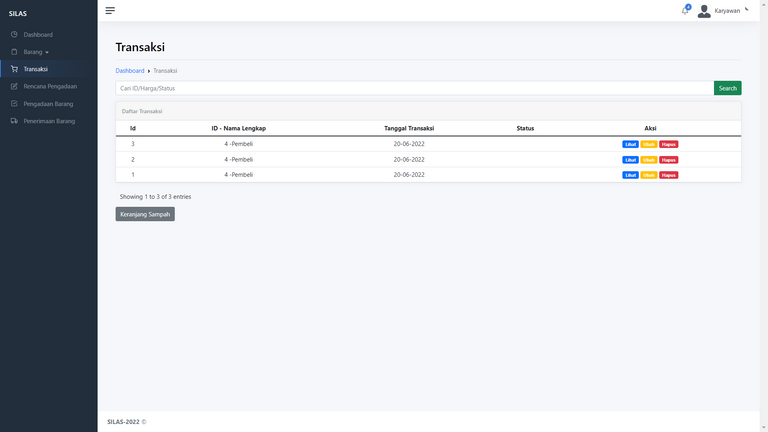 SILAS
4
Karyawan
Dashboard
Barang
Transaksi
Rencana Pengadaan
Pengadaan Barang
Penerimaan Barang
Transaksi
Dashboard Transaksi
Cari ID/Harga/Status Search
Daftar Transaksi
Id ID - Nama Lengkap Tanggal Transaksi Status Aksi
3 4 -Pembeli 20-06-2022 Lihat Ubah Hapus
2 4 -Pembeli 20-06-2022 Lihat Ubah Hapus
1 4 -Pembeli 20-06-2022 Lihat Ubah Hapus
Showing 1 to 3 of 3 entries
Keranjang Sampah
SILAS-2022 ©